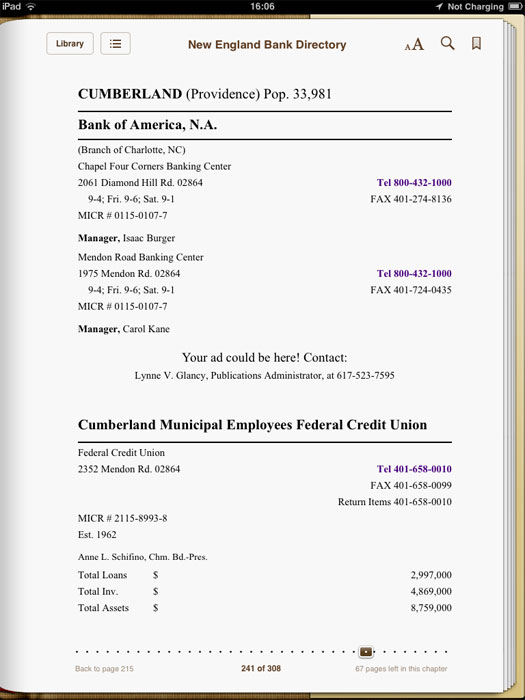 iPad 16:06 Not Charging
Library New England Bank Directory AA
CUMBERLAND (Providence) Pop. 33,981
Bank of America, N.A.
(Branch of Charlotte, NC)
Chapel Four Corners Banking Center
2061 Diamond Hill Rd. 02864 Tel 800-432-1000
9-4; Fri. 9-6; Sat. 9-1 FAX 401-274-8136
MICR # 0115-0107-7
Manager, Isaac Burger
Mendon Road Banking Center
1975 Mendon Rd. 02864 Tel 800-432-1000
9-4; Fri. 9-6; Sat. 9-1 FAX 401-724-0435
MICR # 0115-0107-7
Manager, Carol Kane
Your ad could be here! Contact:
Lynne V. Glancy, Publications Administrator, at 617-523-7595
Cumberland Municipal Employees Federal Credit Union
Federal Credit Union
2352 Mendon Rd. 02864 Tel 401-658-0010
FAX 401-658-0099
Return Items 401-658-0010
MICR # 2115-8993-8
Est. 1962
Anne L. Schifino, Chm. Bd.-Pres.
Total Loans $ 2,997,000
Total Inv. $ 4,869,000
Total Assets $ 8,759,000
Back to page 215 241 of 308 67 pages left in this chapter